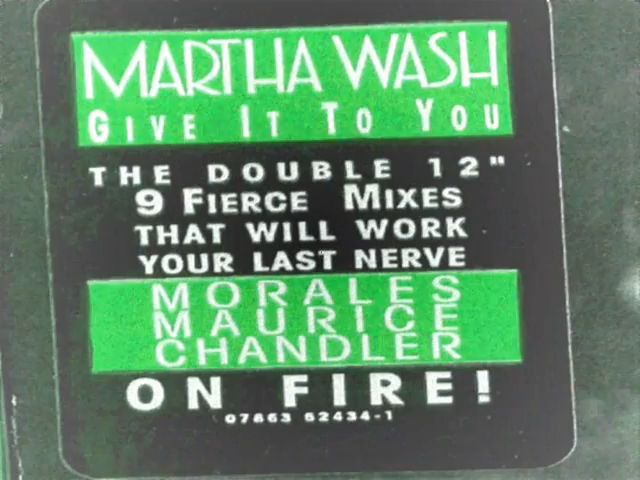 MARTHA WASH
GIVE IT TO YOU
THE DOUBLE 12"
9 FIERCE MIXES
THAT WILL WORK
YOUR LAST NERVE
MORALES
MAURICE
CHANDLER
ON FIRE!
07863 62434-1